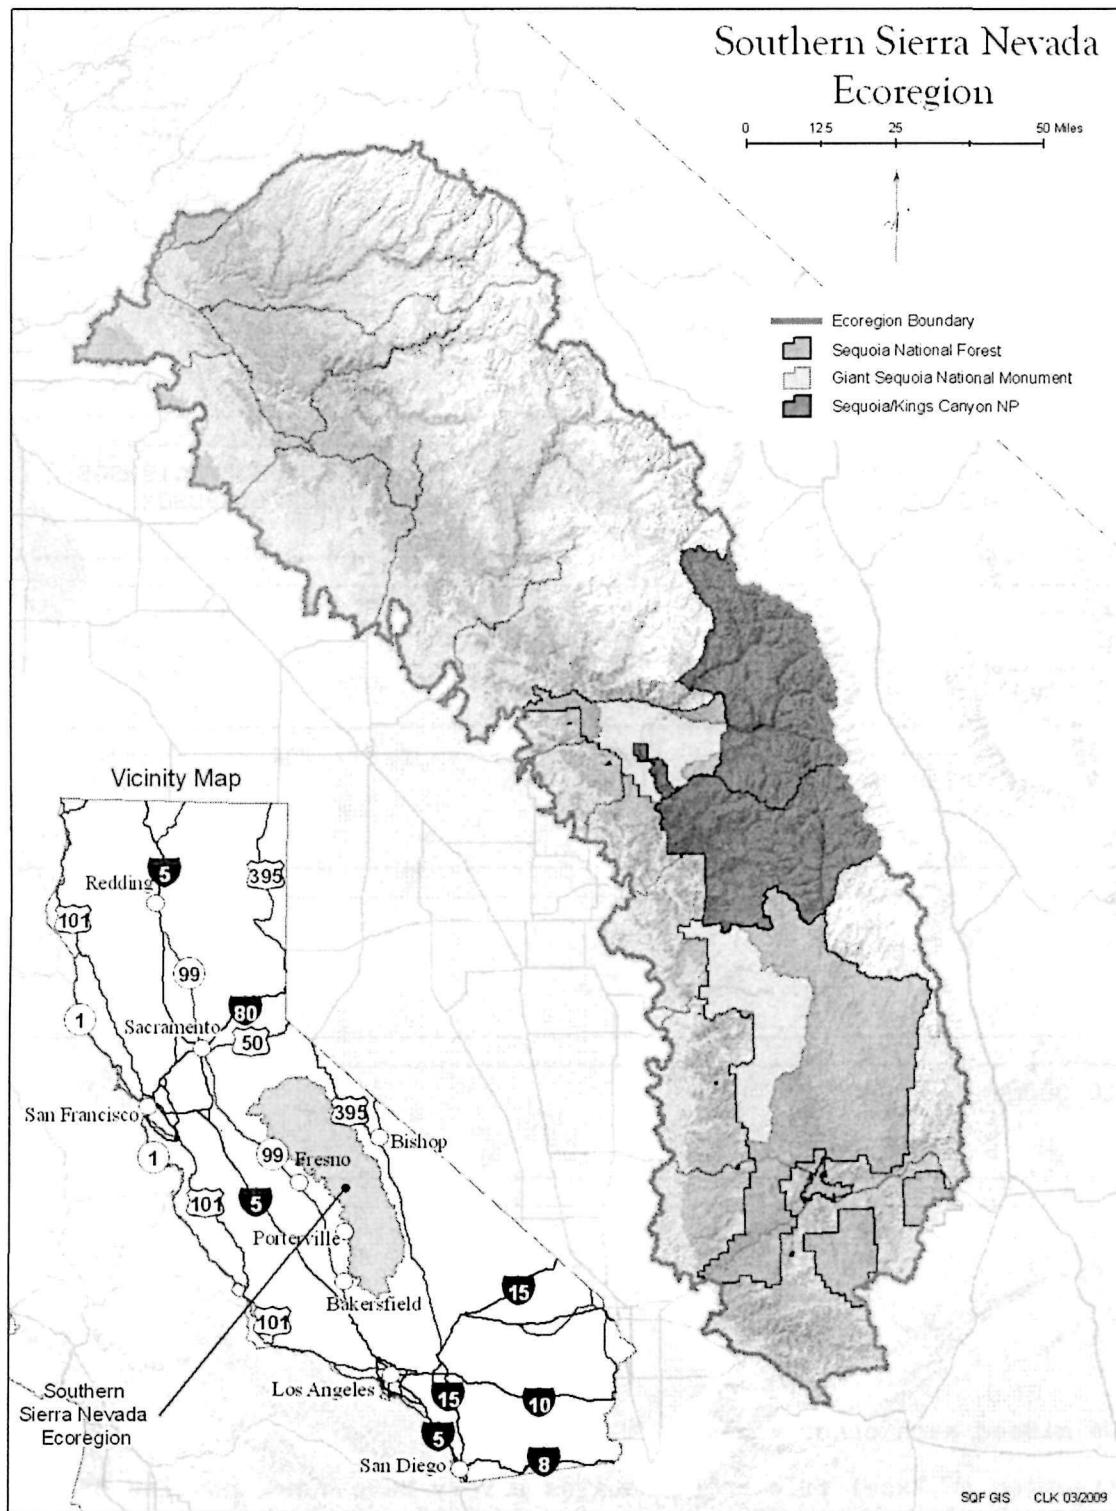 Southern Sierra Nevada
Ecoregion
0 12.5 25 50 Miles
Ecoregion Boundary
Sequoia National Forest
Giant Sequoia National Monument
Sequoia/Kings Canyon NP
Vicinity Map
Redding
5
395
101
99
1
80
Sacramento
50
San Francisco
395
Bishop
1
99
Fresno
101
5
Porterville
15
Bakersfield
101
Los Angeles
15
10
Southern
Sierra Nevada
Ecoregion
5
San Diego
8
SQF GIS CLK 03/2009